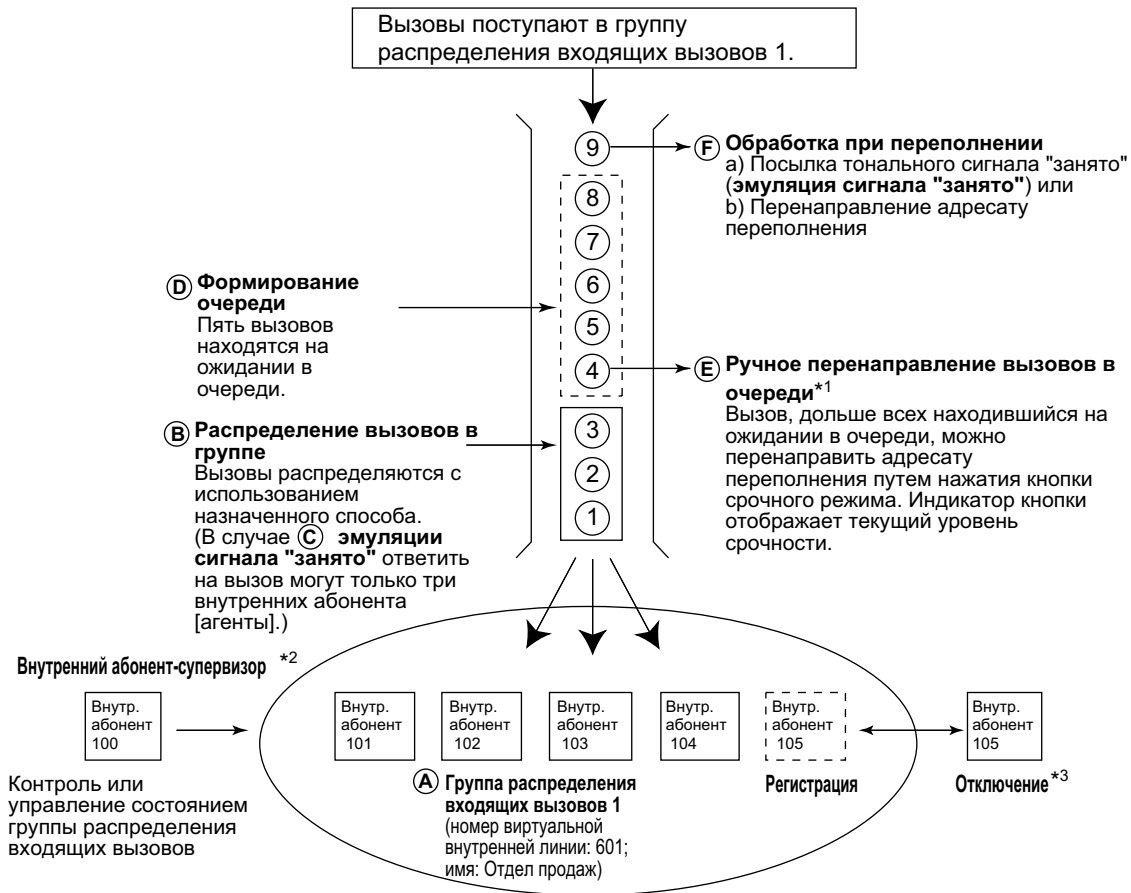 Вызовы поступают в группу
распределения входящих вызовов 1.
9
8
7
6
5
4
3
2
1
F Обработка при переполнении
a) Посылка тонального сигнала "занято"
(эмуляция сигнала "занято") или
b) Перенаправление адресату
переполнения
D Формирование
очереди
Пять вызовов
находятся на
ожидании в
очереди.
E Ручное перенаправление вызовов в
очереди*1
Вызов, дольше всех находившийся на
ожидании в очереди, можно
перенаправить адресату
переполнения путем нажатия кнопки
срочного режима. Индикатор кнопки
отображает текущий уровень
срочности.
B Распределение вызовов в
группе
Вызовы распределяются с
использованием
назначенного способа.
(В случае C эмуляции
сигнала "занято" ответить
на вызов могут только три
внутренних абонента
[агенты].)
Внутренний абонент-супервизор *2
Внутр.
абонент
100
Внутр.
абонент
101
Внутр.
абонент
102
Внутр.
абонент
103
Внутр.
абонент
104
Внутр.
абонент
105
Внутр.
абонент
105
Контроль или
управление состоянием
группы распределения
входящих вызовов
A Группа распределения
входящих вызовов 1
(номер виртуальной
внутренней линии: 601;
имя: Отдел продаж)
Регистрация
Отключение*3